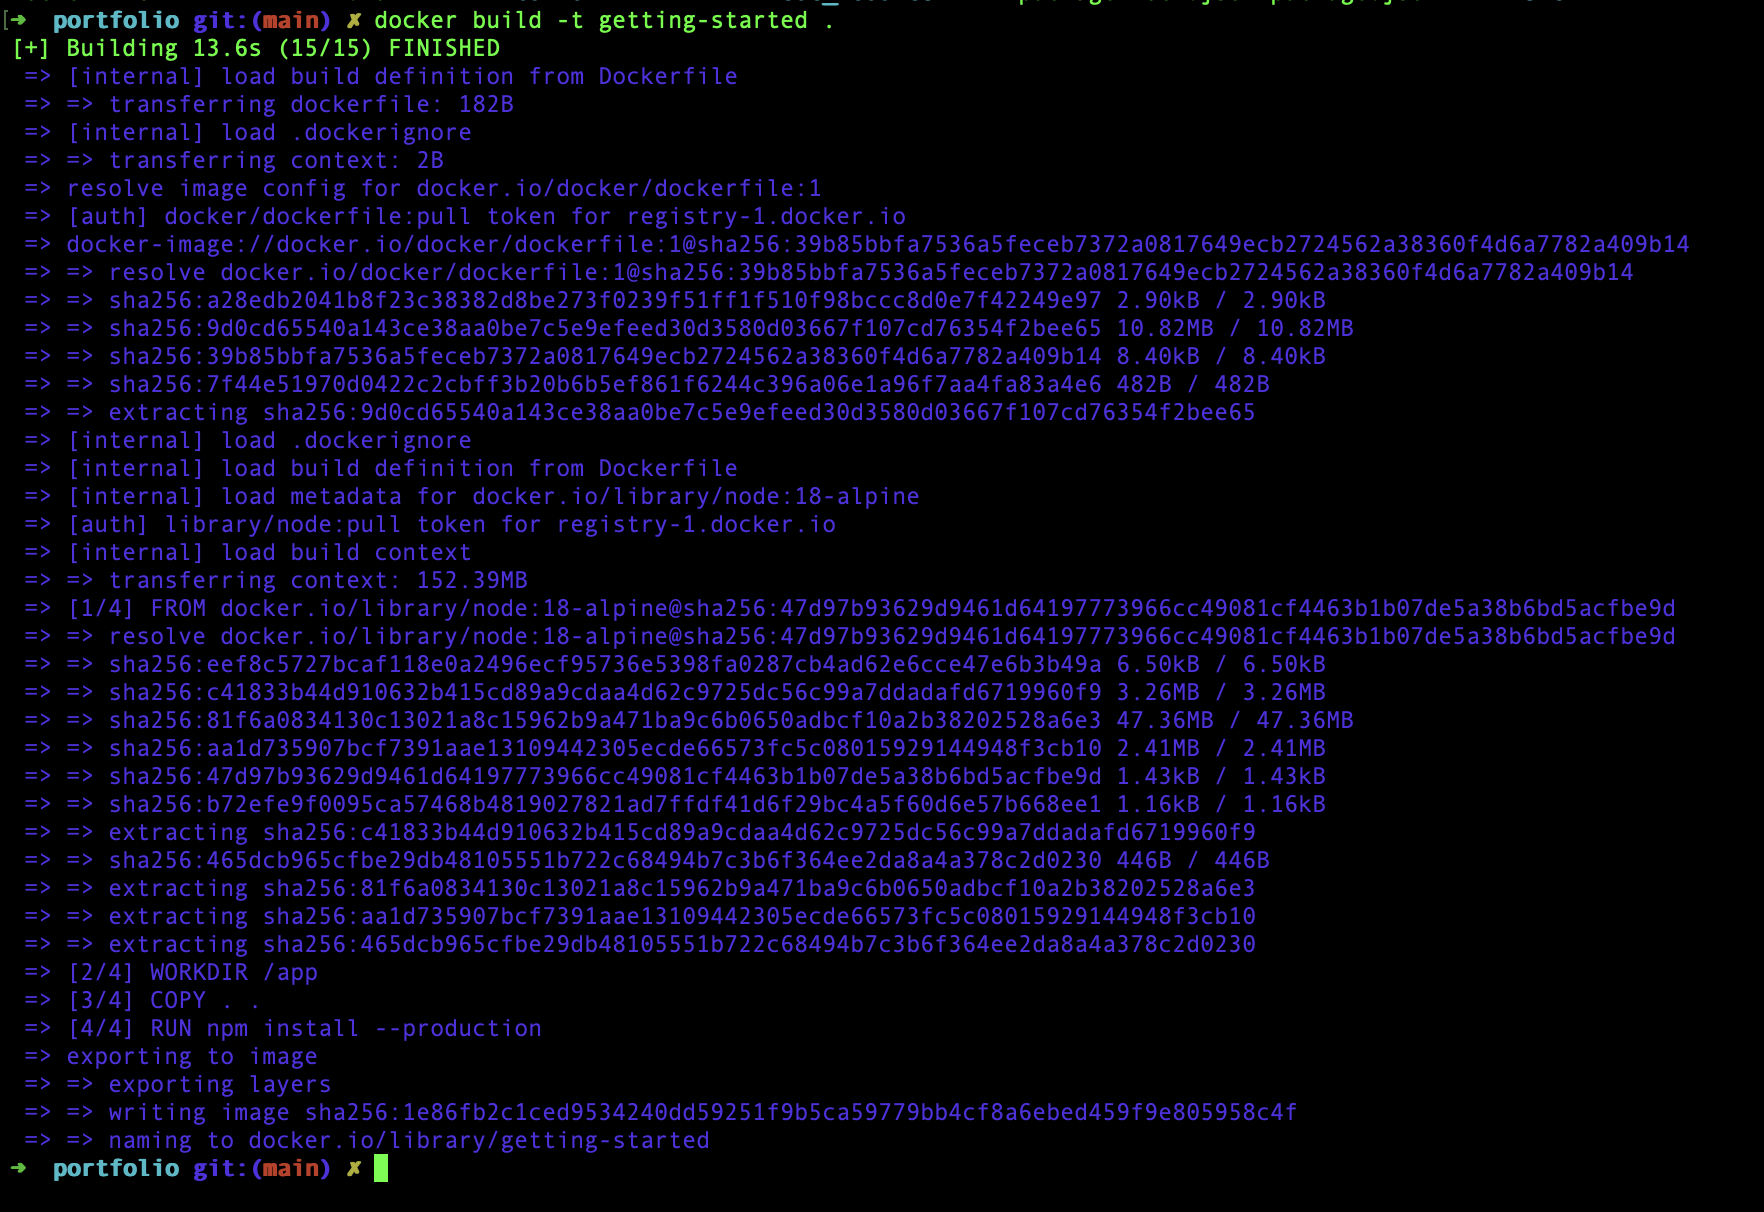 [➜  portfolio git:(main) ✗ docker build -t getting-started .
[+] Building 13.6s (15/15) FINISHED
=> [internal] load build definition from Dockerfile
=> => transferring dockerfile: 182B
=> [internal] load .dockerignore
=> => transferring context: 2B
=> resolve image config for docker.io/docker/dockerfile:1
=> [auth] docker/dockerfile:pull token for registry-1.docker.io
=> docker-image://docker.io/docker/dockerfile:1@sha256:39b85bbfa7536a5feceb7372a0817649ecb2724562a38360f4d6a7782a409b14
=> => resolve docker.io/docker/dockerfile:1@sha256:39b85bbfa7536a5feceb7372a0817649ecb2724562a38360f4d6a7782a409b14
=> => sha256:a28edb2041b8f23c38382d8be273f0239f51ff1f510f98bccc8d0e7f42249e97 2.90kB / 2.90kB
=> => sha256:9d0cd65540a143ce38aa0be7c5e9efeed30d3580d03667f107cd76354f2bee65 10.82MB / 10.82MB
=> => sha256:39b85bbfa7536a5feceb7372a0817649ecb2724562a38360f4d6a7782a409b14 8.40kB / 8.40kB
=> => sha256:7f44e51970d0422c2cbff3b20b6b5ef861f6244c396a06e1a96f7aa4fa83a4e6 482B / 482B
=> => extracting sha256:9d0cd65540a143ce38aa0be7c5e9efeed30d3580d03667f107cd76354f2bee65
=> [internal] load .dockerignore
=> [internal] load build definition from Dockerfile
=> [internal] load metadata for docker.io/library/node:18-alpine
=> [auth] library/node:pull token for registry-1.docker.io
=> [internal] load build context
=> => transferring context: 152.39MB
=> [1/4] FROM docker.io/library/node:18-alpine@sha256:47d97b93629d9461d64197773966cc49081cf4463b1b07de5a38b6bd5acfbe9d
=> => resolve docker.io/library/node:18-alpine@sha256:47d97b93629d9461d64197773966cc49081cf4463b1b07de5a38b6bd5acfbe9d
=> => sha256:eef8c5727bcaf118e0a2496ecf95736e5398fa0287cb4ad62e6cce47e6b3b49a 6.50kB / 6.50kB
=> => sha256:c41833b44d910632b415cd89a9cdaa4d62c9725dc56c99a7ddadafd6719960f9 3.26MB / 3.26MB
=> => sha256:81f6a0834130c13021a8c15962b9a471ba9c6b0650adbcf10a2b38202528a6e3 47.36MB / 47.36MB
=> => sha256:aa1d735907bcf7391aae13109442305ecde66573fc5c08015929144948f3cb10 2.41MB / 2.41MB
=> => sha256:47d97b93629d9461d64197773966cc49081cf4463b1b07de5a38b6bd5acfbe9d 1.43kB / 1.43kB
=> => sha256:b72efe9f0095ca57468b4819027821ad7ffdf41d6f29bc4a5f60d6e57b668ee1 1.16kB / 1.16kB
=> => extracting sha256:c41833b44d910632b415cd89a9cdaa4d62c9725dc56c99a7ddadafd6719960f9
=> => sha256:465dcb965cfbe29db48105551b722c68494b7c3b6f364ee2da8a4a378c2d0230 446B / 446B
=> => extracting sha256:81f6a0834130c13021a8c15962b9a471ba9c6b0650adbcf10a2b38202528a6e3
=> => extracting sha256:aa1d735907bcf7391aae13109442305ecde66573fc5c08015929144948f3cb10
=> => extracting sha256:465dcb965cfbe29db48105551b722c68494b7c3b6f364ee2da8a4a378c2d0230
=> [2/4] WORKDIR /app
=> [3/4] COPY . .
=> [4/4] RUN npm install --production
=> exporting to image
=> => exporting layers
=> => writing image sha256:1e86fb2c1ced9534240dd59251f9b5ca59779bb4cf8a6ebed459f9e805958c4f
=> => naming to docker.io/library/getting-started
➜  portfolio git:(main) ✗